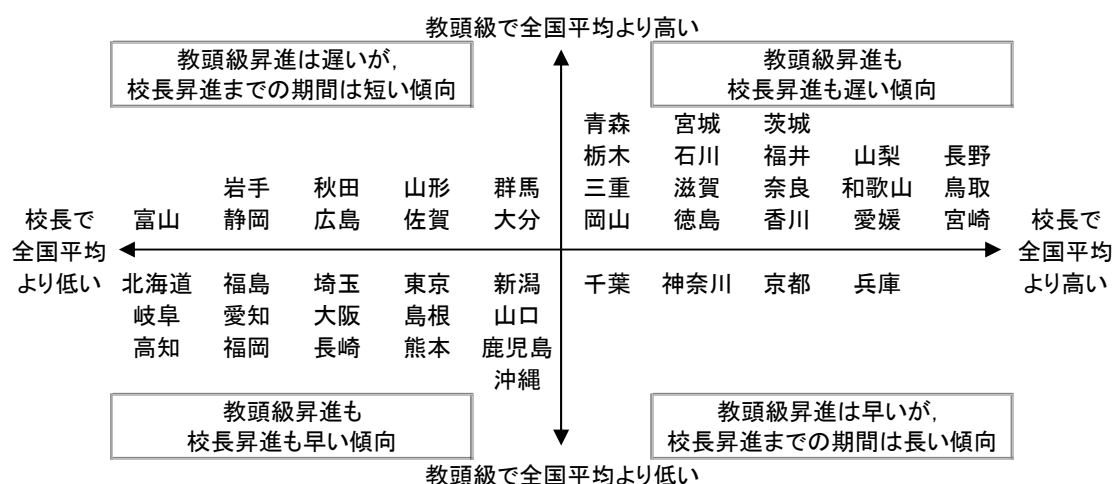 教頭級で全国平均より高い
教頭級昇進は遅いが，
校長昇進までの期間は短い傾向
教頭級昇進も
校長昇進も遅い傾向
青森 宮城 茨城
栃木 石川 福井 山梨 長野
岩手 秋田 山形 群馬 三重 滋賀 奈良 和歌山 鳥取
富山 静岡 広島 佐賀 大分 岡山 徳島 香川 愛媛 宮崎
校長で
全国平均
より低い
校長で
全国平均
より高い
北海道 福島 埼玉 東京 新潟 千葉 神奈川 京都 兵庫
岐阜 愛知 大阪 島根 山口
高知 福岡 長崎 熊本 鹿児島
沖縄
教頭級昇進も
校長昇進も早い傾向
教頭級昇進は早いが，
校長昇進までの期間は長い傾向
教頭級で全国平均より低い